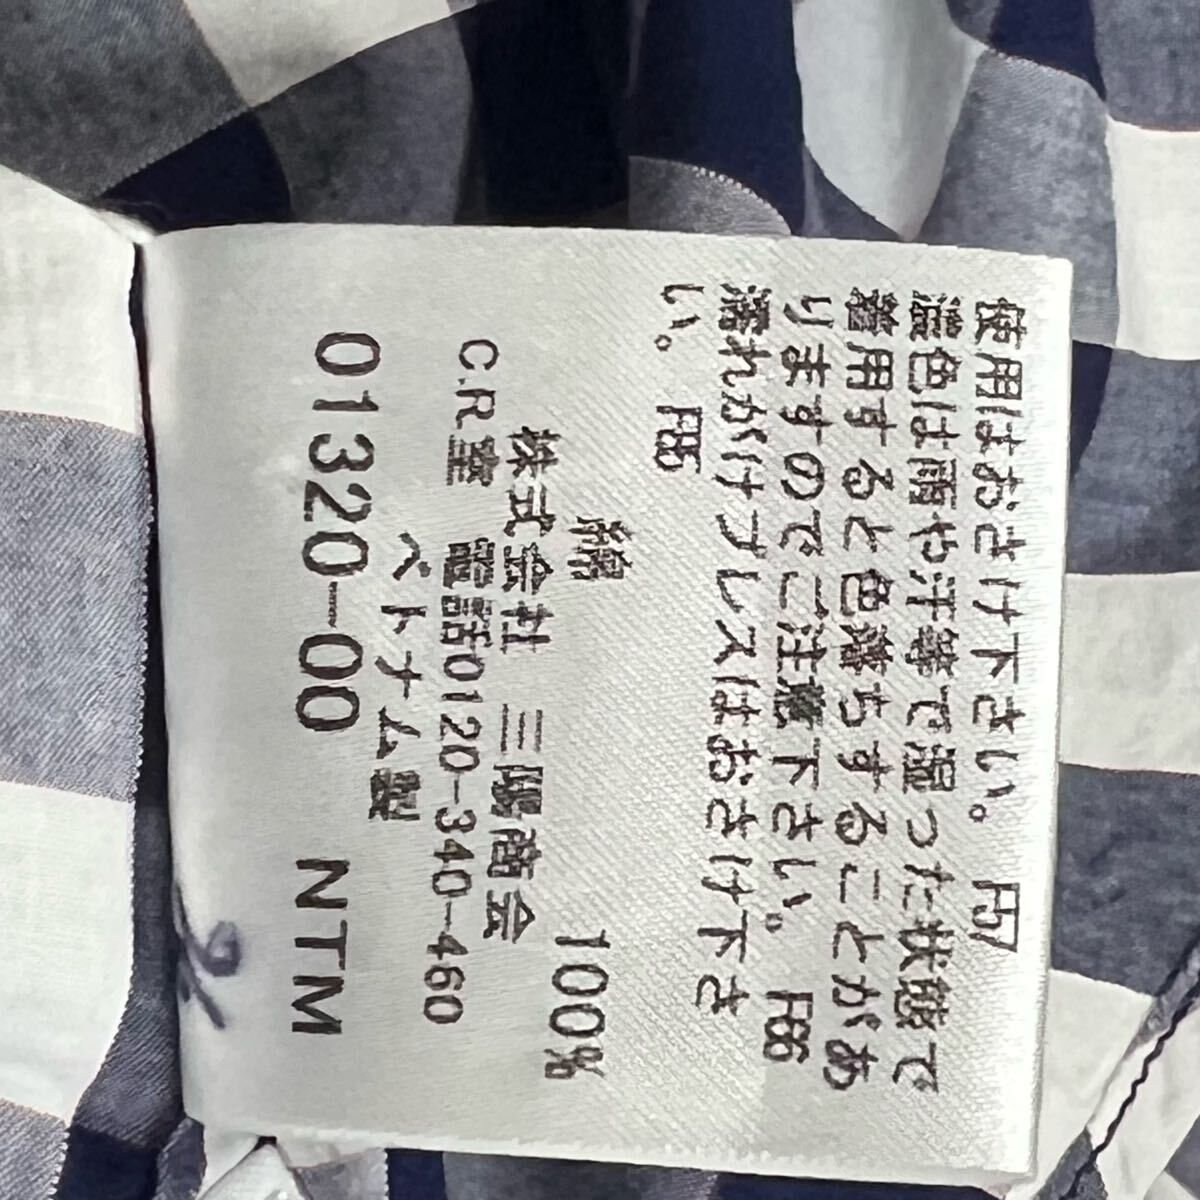 使用はおさけ下さい。 F57
濃色は雨や汗等で湿った状態で
着用すると色落ちすることがあ
りますのでご注意下さい。 F66
濡れがけプレスはおさけ下さ
い。 F85
綿 100%
株式会社 三陽商会
C.R室 電話0120-340-460
ベトナム製
01320-00 NTM